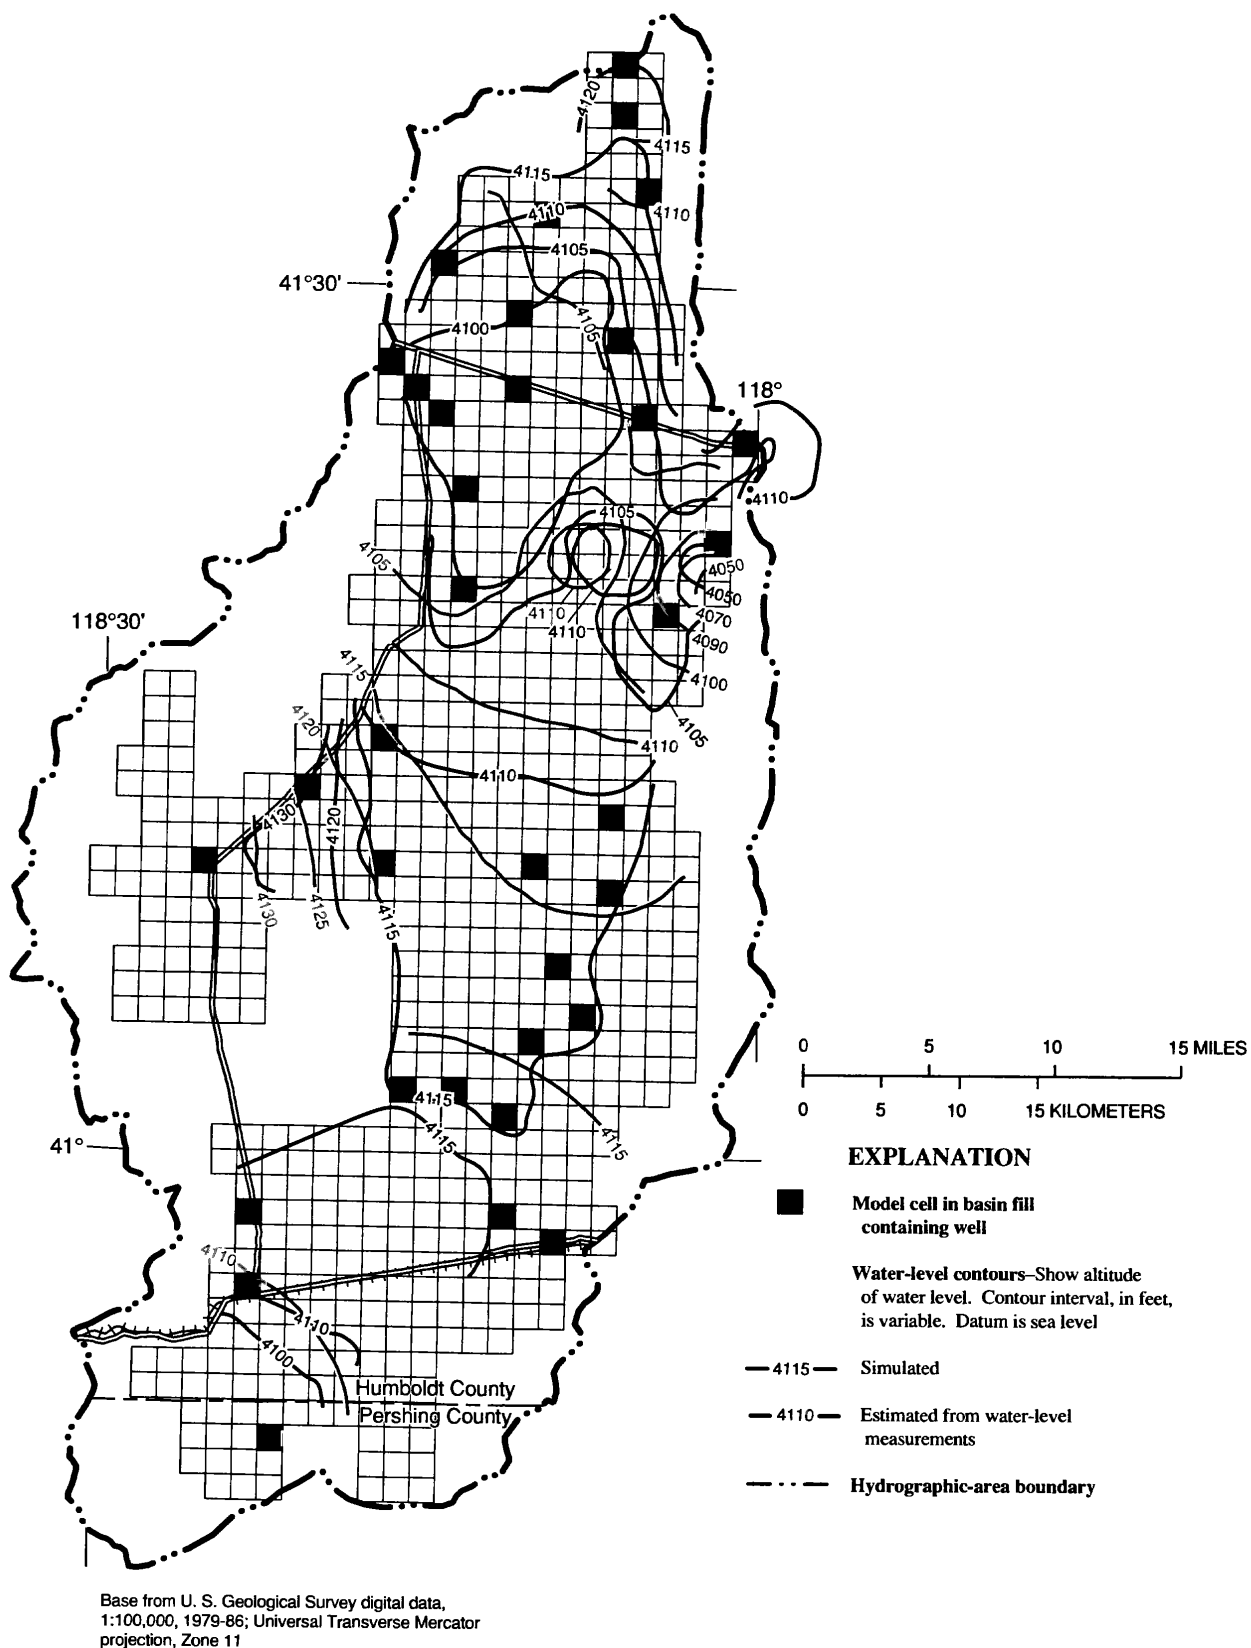 4120
4115
4115
4110
4110
4105
41°30'
4105
4100
118°
4110
4105
4105
4050
4050
4110
4070
118°30'
4110
4090
4115
4100
4120
4105
4110
4110
4130
4120
4130
4125
4115
0 5 10 15 MILES
4115
0 5 10 15 KILOMETERS
4115
4115
41°
EXPLANATION
Model cell in basin fill
containing well
4110
Water-level contours–Show altitude
of water level. Contour interval, in feet,
is variable. Datum is sea level
4110
4100
4115 Simulated
Humboldt County
Pershing County
4110 Estimated from water-level
measurements
Hydrographic-area boundary
Base from U. S. Geological Survey digital data,
1:100,000, 1979-86; Universal Transverse Mercator
projection, Zone 11